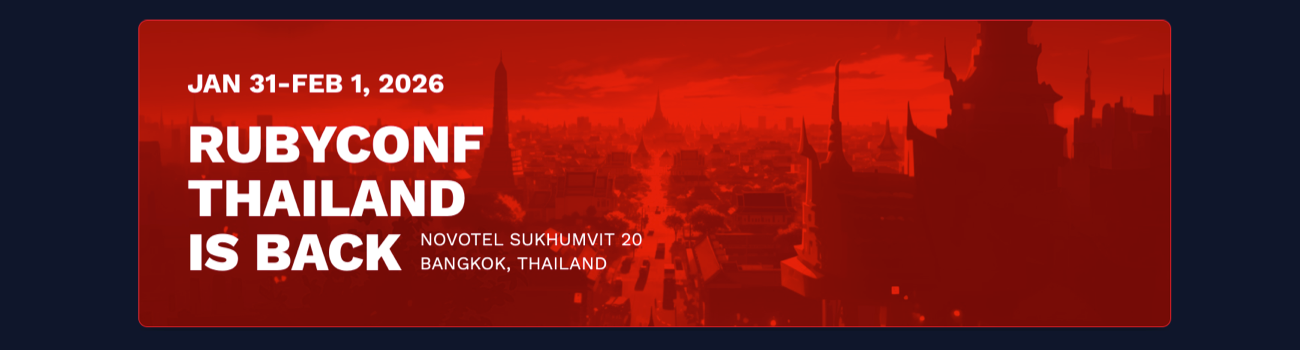 JAN 31-FEB 1, 2026
RUBYCONF
THAILAND
IS BACK
NOVOTEL SUKHUMVIT 20
BANGKOK, THAILAND